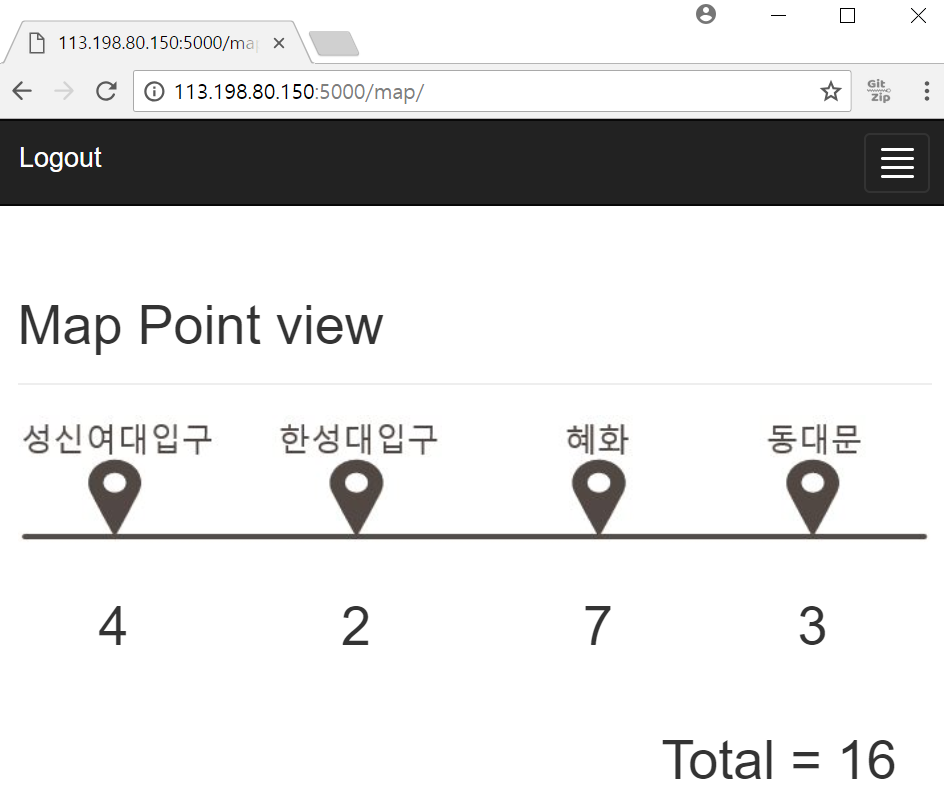 113.198.80.150:5000/ma
113.198.80.150:5000/map/
Git
Zip
Logout
Map Point view
성신여대입구 한성대입구 혜화 동대문
4 2 7 3
Total = 16